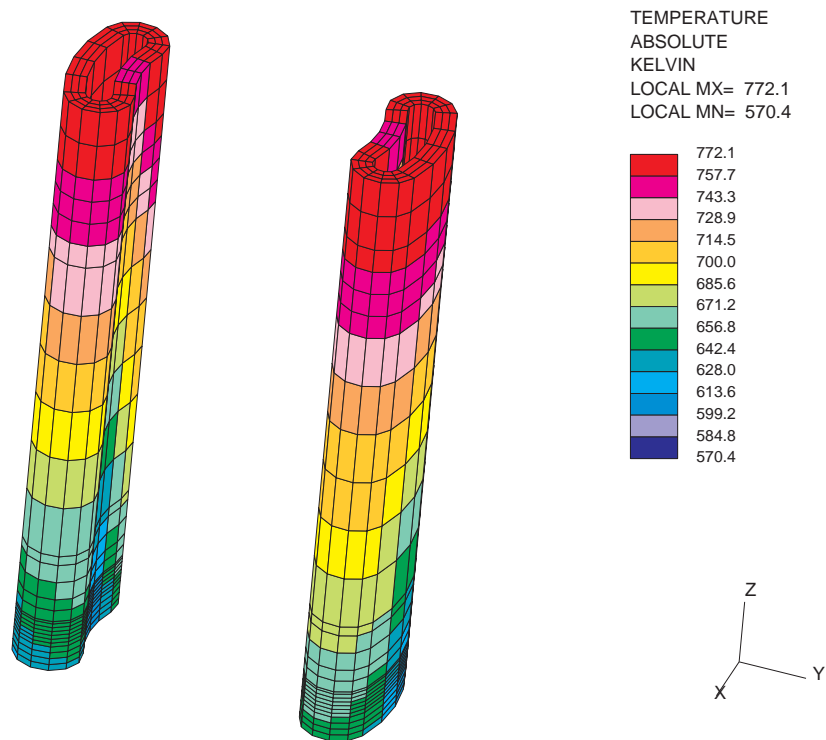 TEMPERATURE
ABSOLUTE
KELVIN
LOCAL MX= 772.1
LOCAL MN= 570.4
772.1
757.7
743.3
728.9
714.5
700.0
685.6
671.2
656.8
642.4
628.0
613.6
599.2
584.8
570.4
Z
Y
X